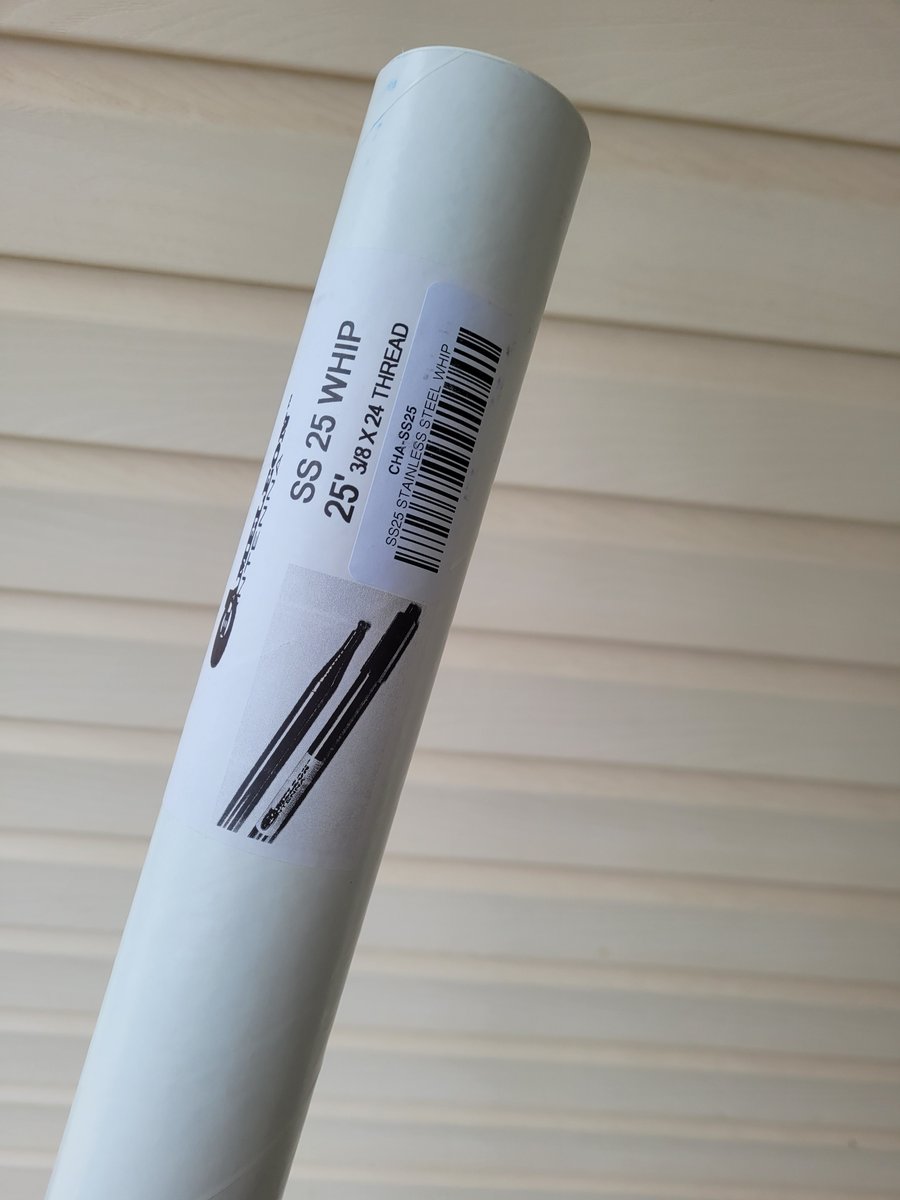 SS 25 WHIP
25' 3/8 X 24 THREAD
CHA-SS25
SS25 STAINLESS STEEL WHIP